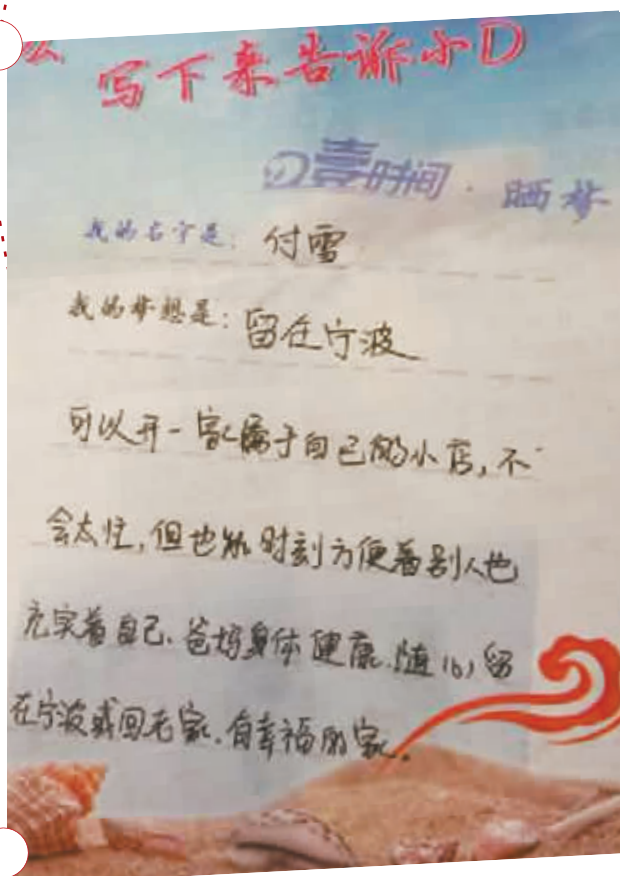 么
写下来告诉小D
壹时间·晒梦
我的名字是: 付雪
我的梦想是: 留在宁波
可以开一家属于自己的小店,不
会太忙,但也能时刻方便着别人也
充实着自己、爸妈身体健康.随心留
在宁波或回老家.有幸福的家.